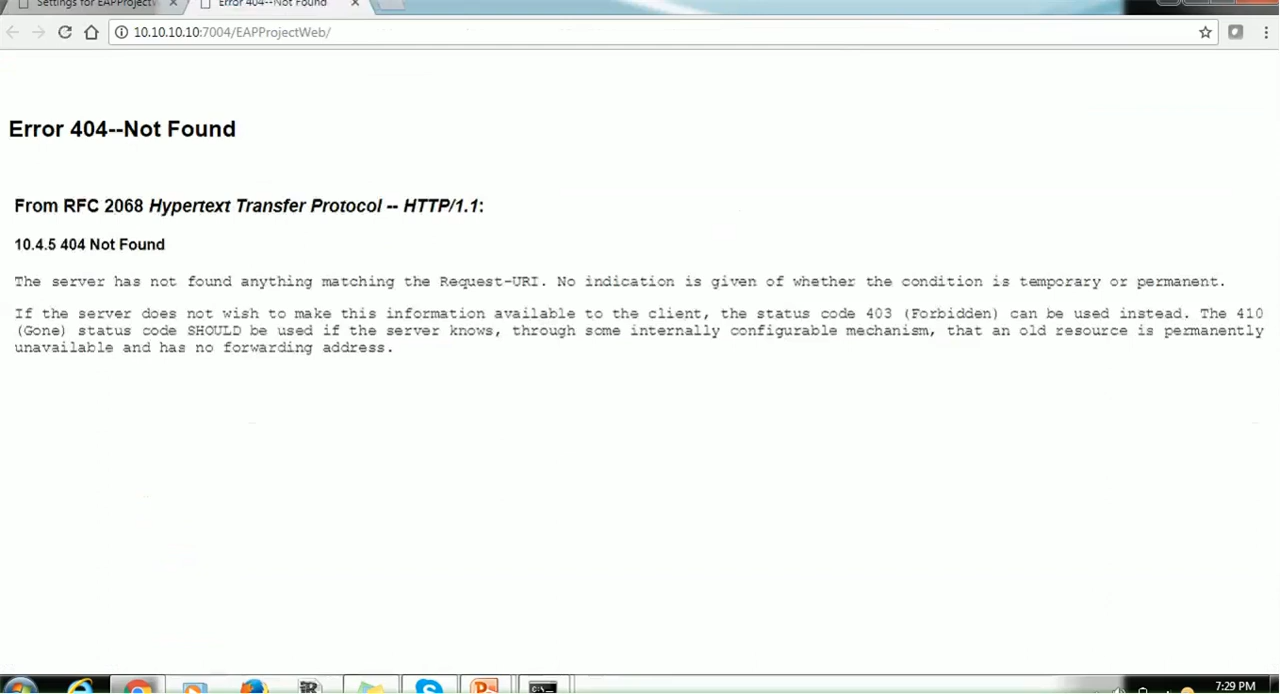 Settings for EAPProjectW
Error 404--Not Found
10.10.10.10:7004/EAPProjectWeb/
Error 404--Not Found
From RFC 2068 Hypertext Transfer Protocol -- HTTP/1.1:
10.4.5 404 Not Found
The server has not found anything matching the Request-URI. No indication is given of whether the condition is temporary or permanent.
If the server does not wish to make this information available to the client, the status code 403 (Forbidden) can be used instead. The 410
(Gone) status code SHOULD be used if the server knows, through some internally configurable mechanism, that an old resource is permanently
unavailable and has no forwarding address.
7:29 PM